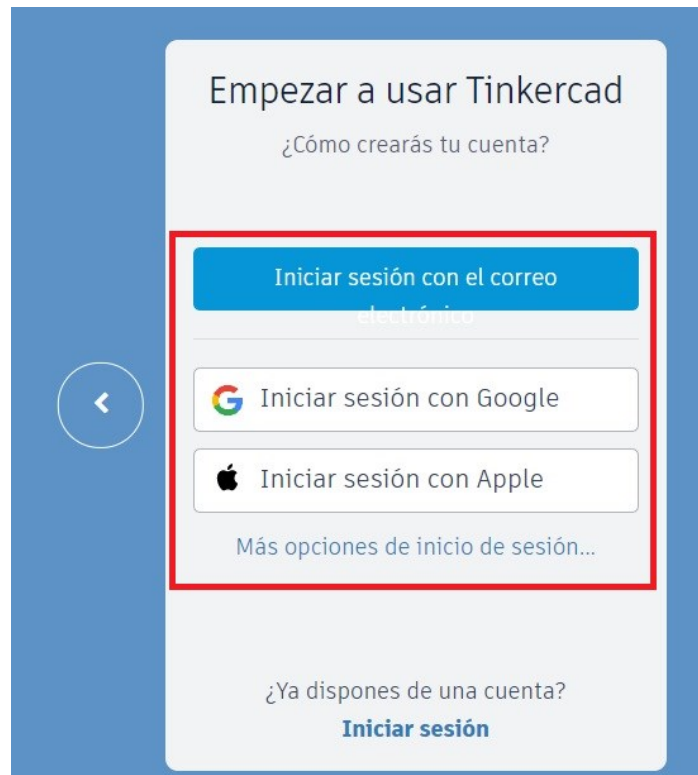 Empezar a usar Tinkercad
¿Cómo crearás tu cuenta?
Iniciar sesión con el correo
electrónico
Iniciar sesión con Google
Iniciar sesión con Apple
Más opciones de inicio de sesión...
¿Ya dispones de una cuenta?
Iniciar sesión